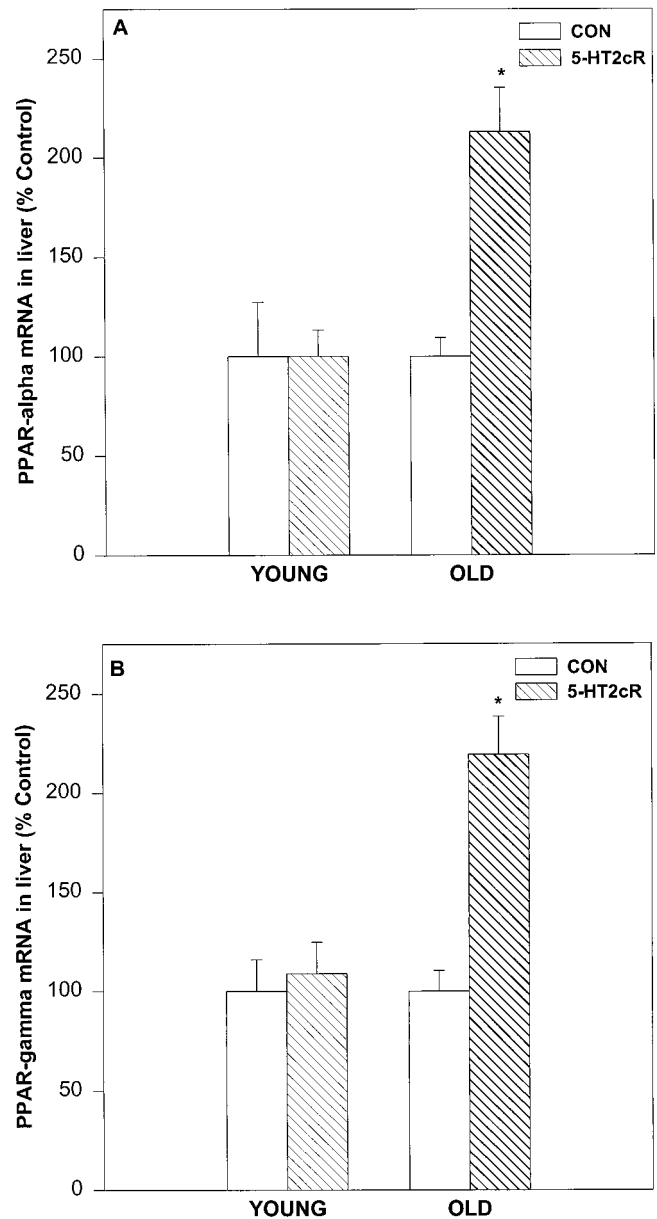 A
CON
5-HT2cR
PPAR-alpha mRNA in liver (% Control)
250
200
150
100
50
0
*
YOUNG
OLD
B
CON
5-HT2cR
PPAR-gamma mRNA in liver (% Control)
250
200
150
100
50
0
*
YOUNG
OLD